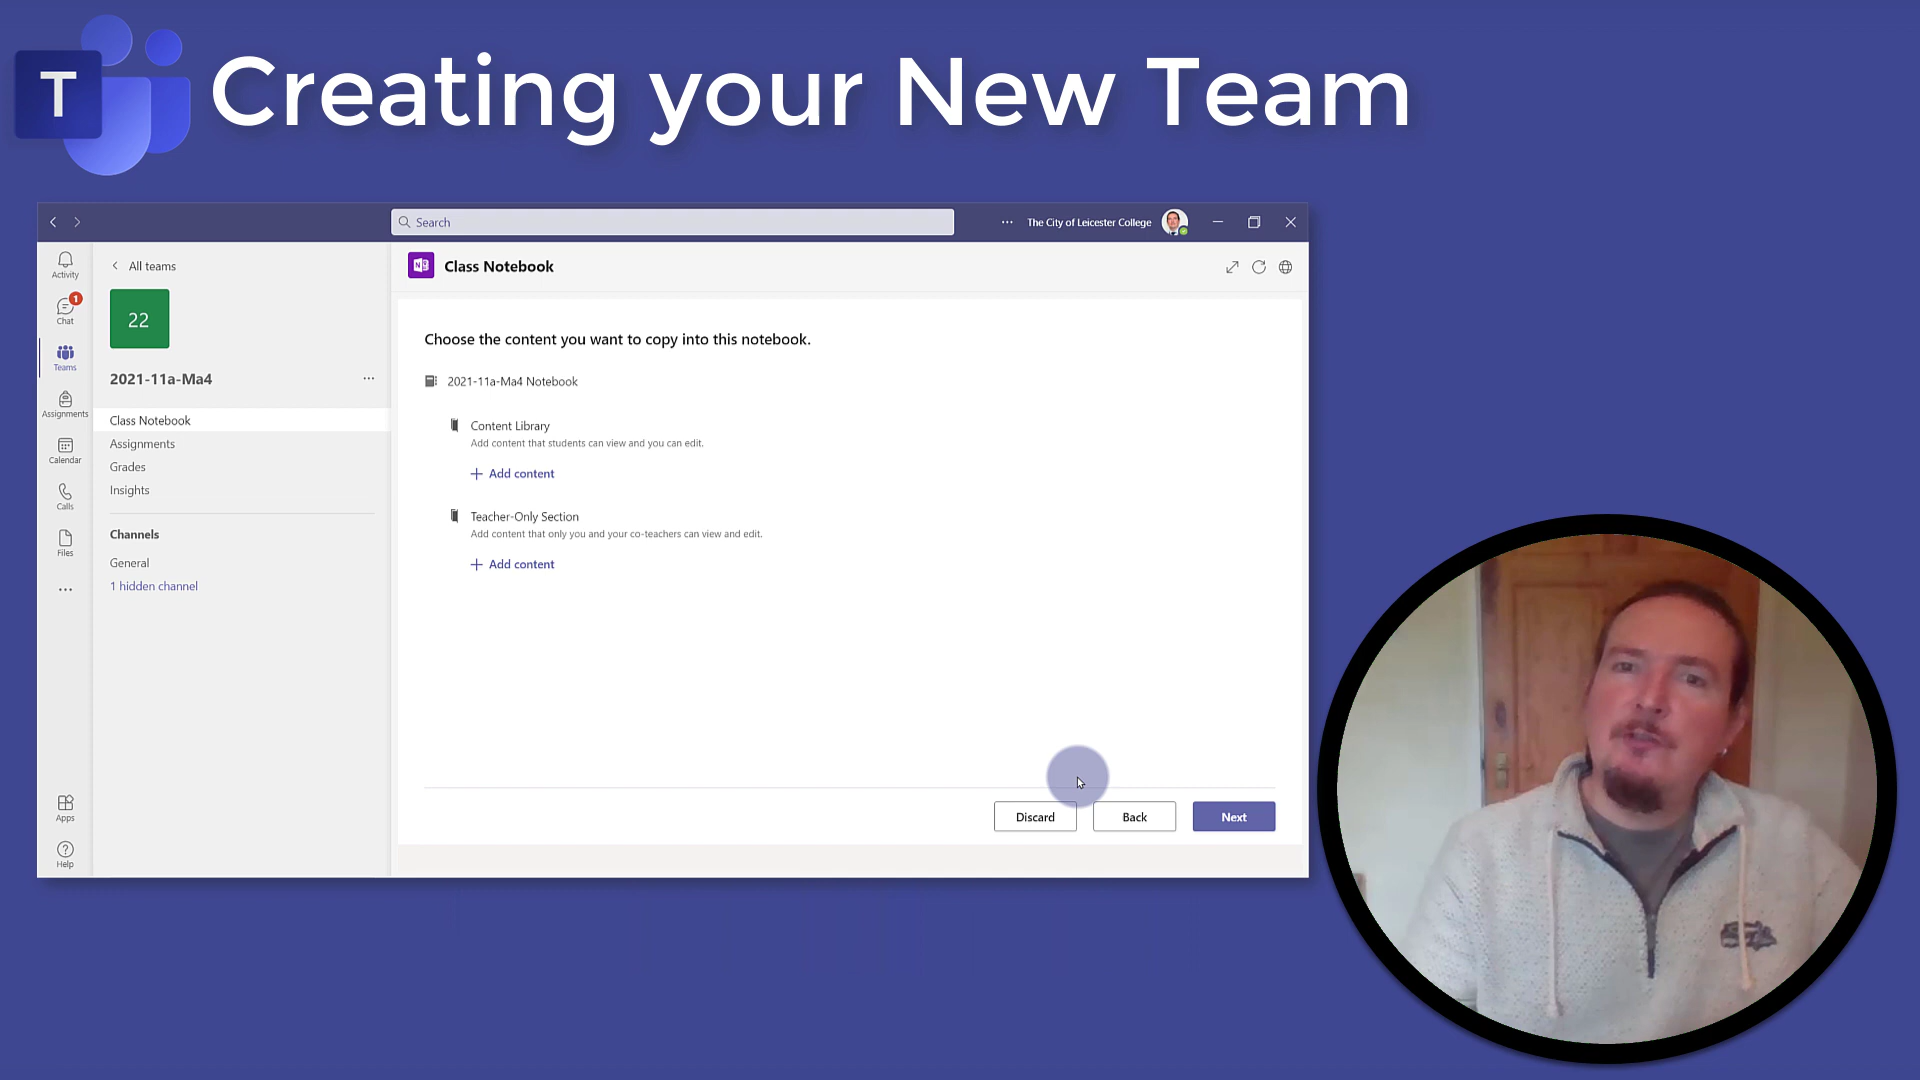 T
Creating your New Team
Search
The City of Leicester College
Activity
1
Chat
Teams
Assignments
Calendar
Calls
Files
Apps
Help
All teams
22
2021-11a-Ma4
Class Notebook
Assignments
Grades
Insights
Channels
General
1 hidden channel
N
Class Notebook
Choose the content you want to copy into this notebook.
2021-11a-Ma4 Notebook
Content Library
Add content that students can view and you can edit.
+ Add content
Teacher-Only Section
Add content that only you and your co-teachers can view and edit.
+ Add content
Discard
Back
Next